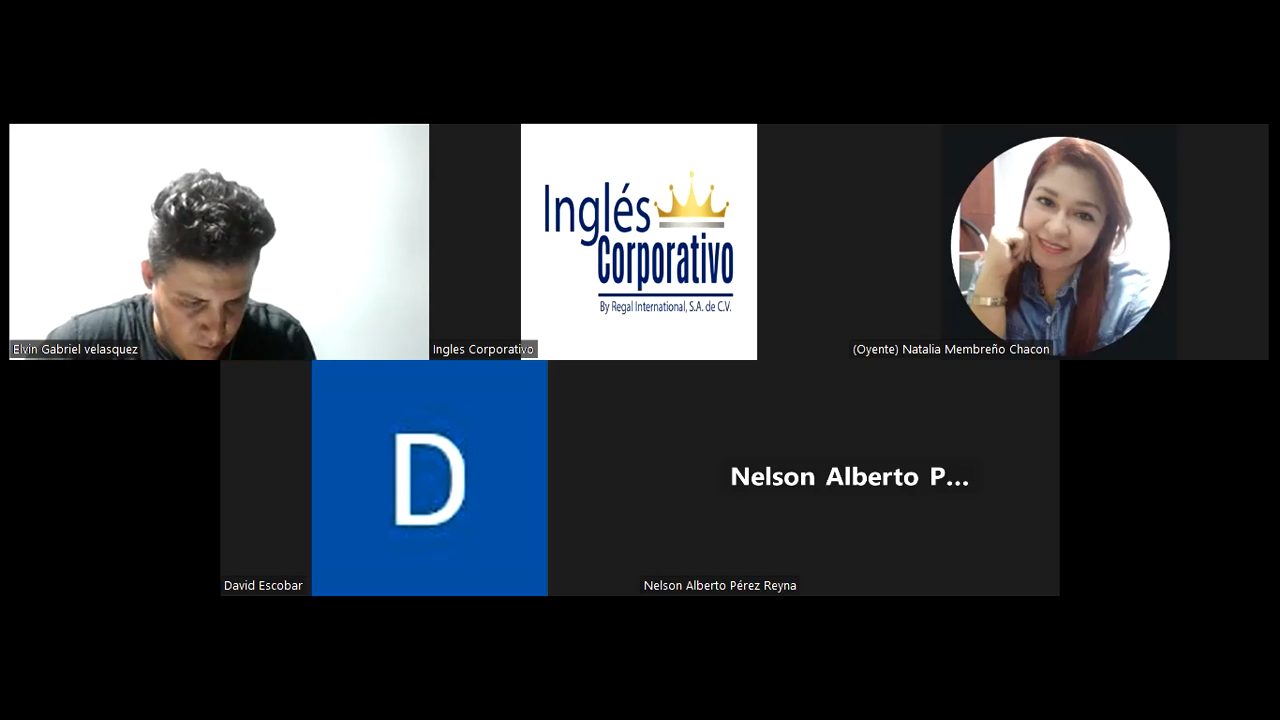 Inglés
Corporativo
By Regal International, S.A. de C.V.
Elvin Gabriel velasquez
Ingles Corporativo
(Oyente) Natalia Membreño Chacon
D
Nelson Alberto P...
David Escobar
Nelson Alberto Pérez Reyna